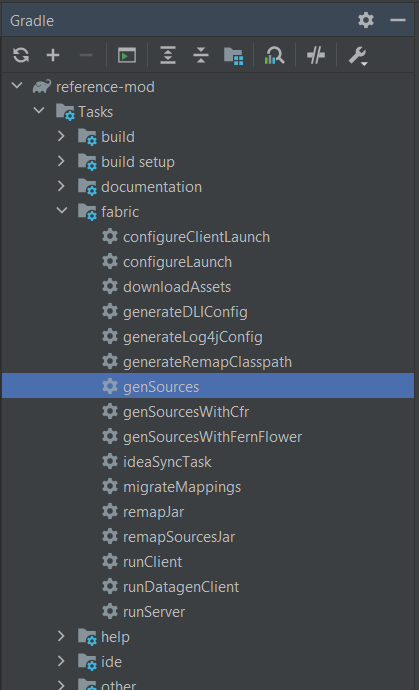 Gradle
reference-mod
Tasks
build
build setup
documentation
fabric
configureClientLaunch
configureLaunch
downloadAssets
generateDLIConfig
generateLog4jConfig
generateRemapClasspath
genSources
genSourcesWithCfr
genSourcesWithFernFlower
ideaSyncTask
migrateMappings
remapJar
remapSourcesJar
runClient
runDatagenClient
runServer
help
ide
other